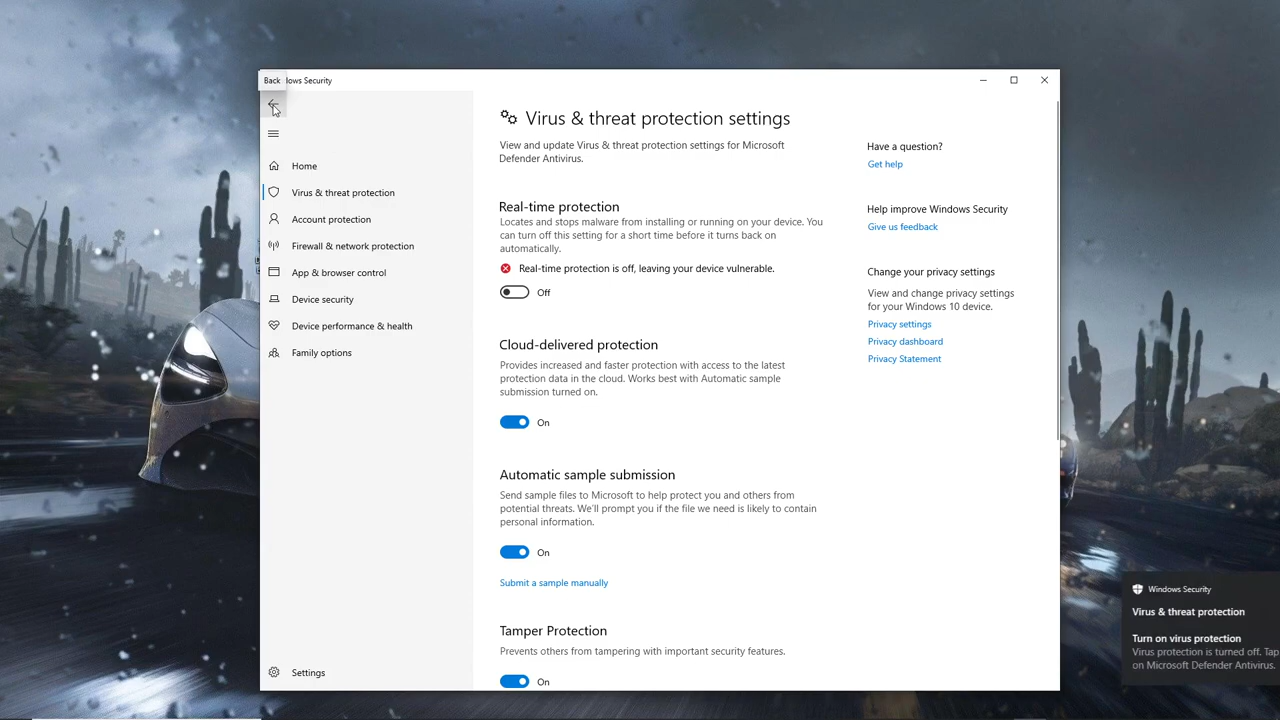 Back
lows Security
Home
Virus & threat protection
Account protection
Firewall & network protection
App & browser control
Device security
Device performance & health
Family options
Settings
Virus & threat protection settings
View and update Virus & threat protection settings for Microsoft
Defender Antivirus.
Real-time protection
Locates and stops malware from installing or running on your device. You
can turn off this setting for a short time before it turns back on
automatically.
Real-time protection is off, leaving your device vulnerable.
Off
Cloud-delivered protection
Provides increased and faster protection with access to the latest
protection data in the cloud. Works best with Automatic sample
submission turned on.
On
Automatic sample submission
Send sample files to Microsoft to help protect you and others from
potential threats. We'll prompt you if the file we need is likely to contain
personal information.
On
Submit a sample manually
Tamper Protection
Prevents others from tampering with important security features.
On
Have a question?
Get help
Help improve Windows Security
Give us feedback
Change your privacy settings
View and change privacy settings
for your Windows 10 device.
Privacy settings
Privacy dashboard
Privacy Statement
Windows Security
Virus & threat protection
Turn on virus protection
Virus protection is turned off. Tap
on Microsoft Defender Antivirus.